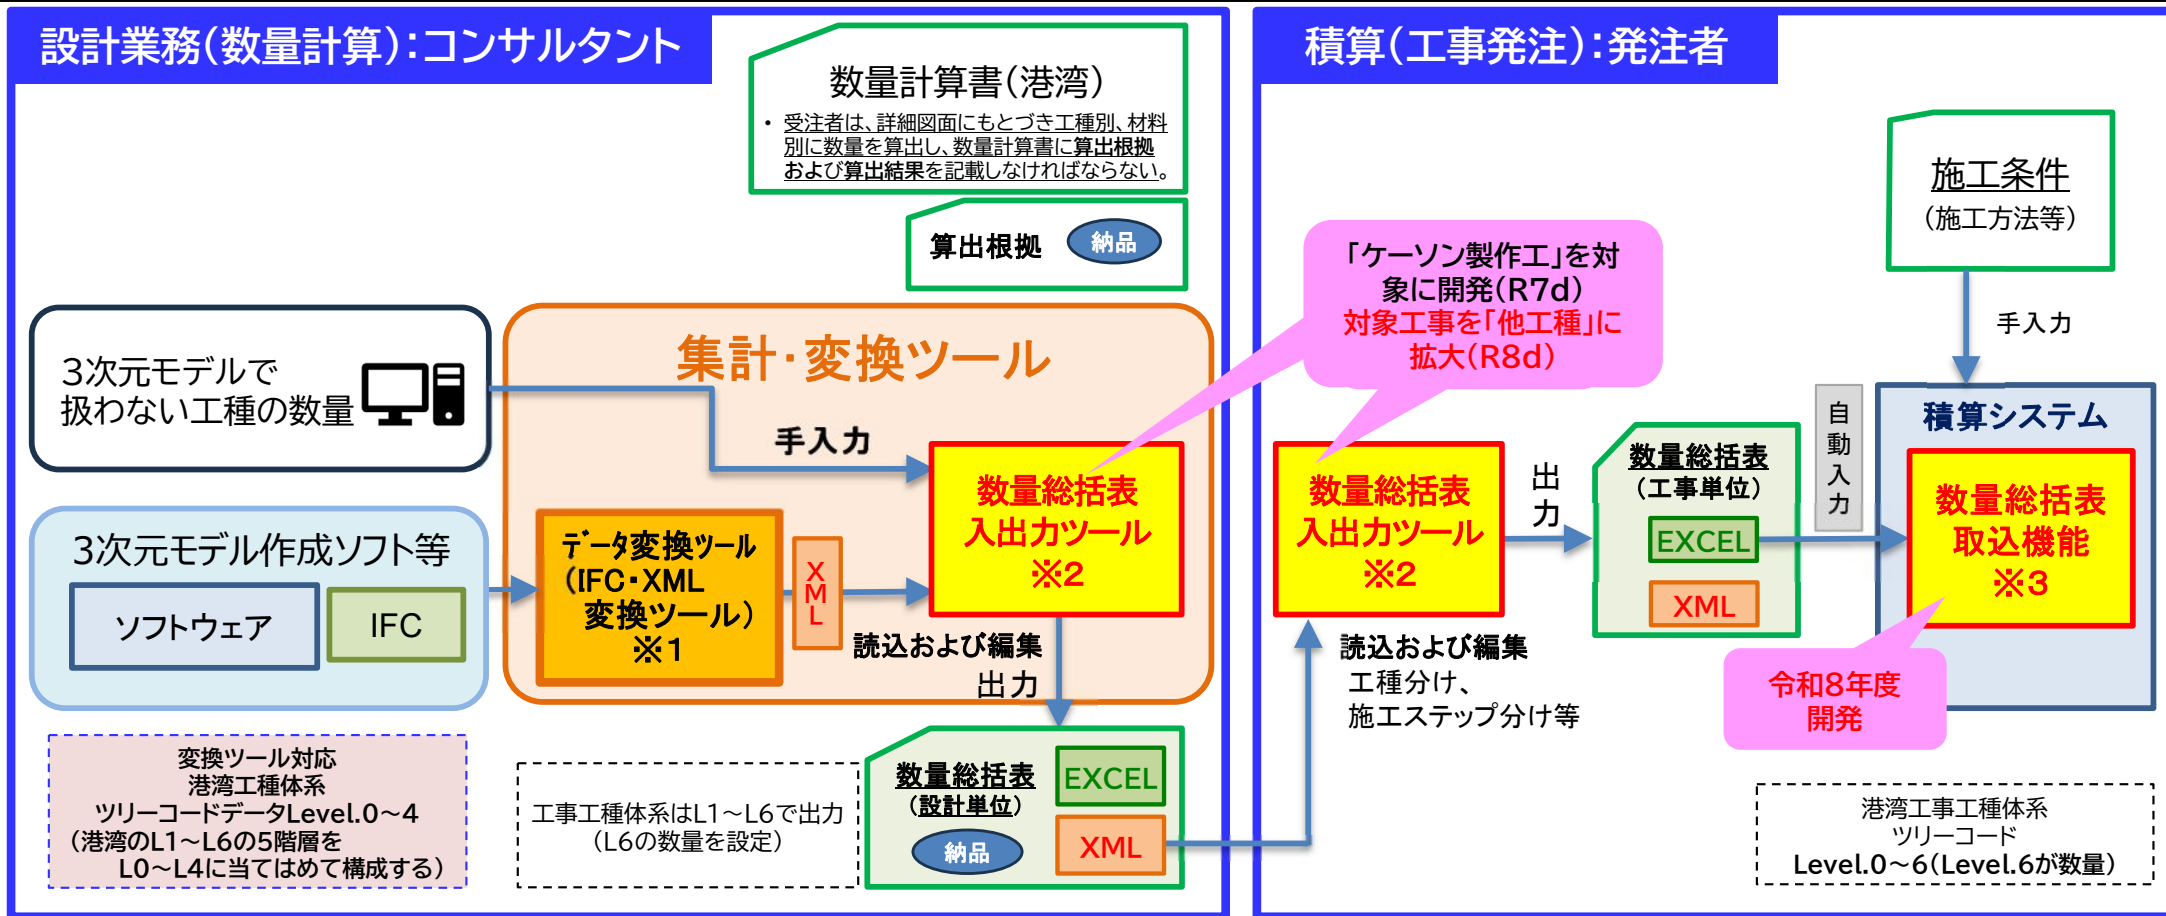 設計業務(数量計算):コンサルタント
数量計算書(港湾)
・ 受注者は、詳細図面にもとづき工種別、材料
別に数量を算出し、数量計算書に算出根拠
および算出結果を記載しなければならない。
算出根拠
納品
3次元モデルで
扱わない工種の数量
集計・変換ツール
手入力
3次元モデル作成ソフト等
ソフトウェア
IFC
データ変換ツール
(IFC・XML
変換ツール)
※1
XML
数量総括表
入出力ツール
※2
読込および編集
出力
変換ツール対応
港湾工種体系
ツリーコードデータLevel.0~4
(港湾のL1~L6の5階層を
L0~L4に当てはめて構成する)
工事工種体系はL1~L6で出力
(L6の数量を設定)
数量総括表
(設計単位)
納品
EXCEL
XML
積算(工事発注):発注者
施工条件
(施工方法等)
手入力
「ケーソン製作工」を対
象に開発(R7d)
対象工事を「他工種」に
拡大(R8d)
数量総括表
入出力ツール
※2
読込および編集
工種分け、
施工ステップ分け等
出力
数量総括表
(工事単位)
EXCEL
XML
自動入力
積算システム
数量総括表
取込機能
※3
令和8年度
開発
港湾工事工種体系
ツリーコード
Level.0~6(Level.6が数量)